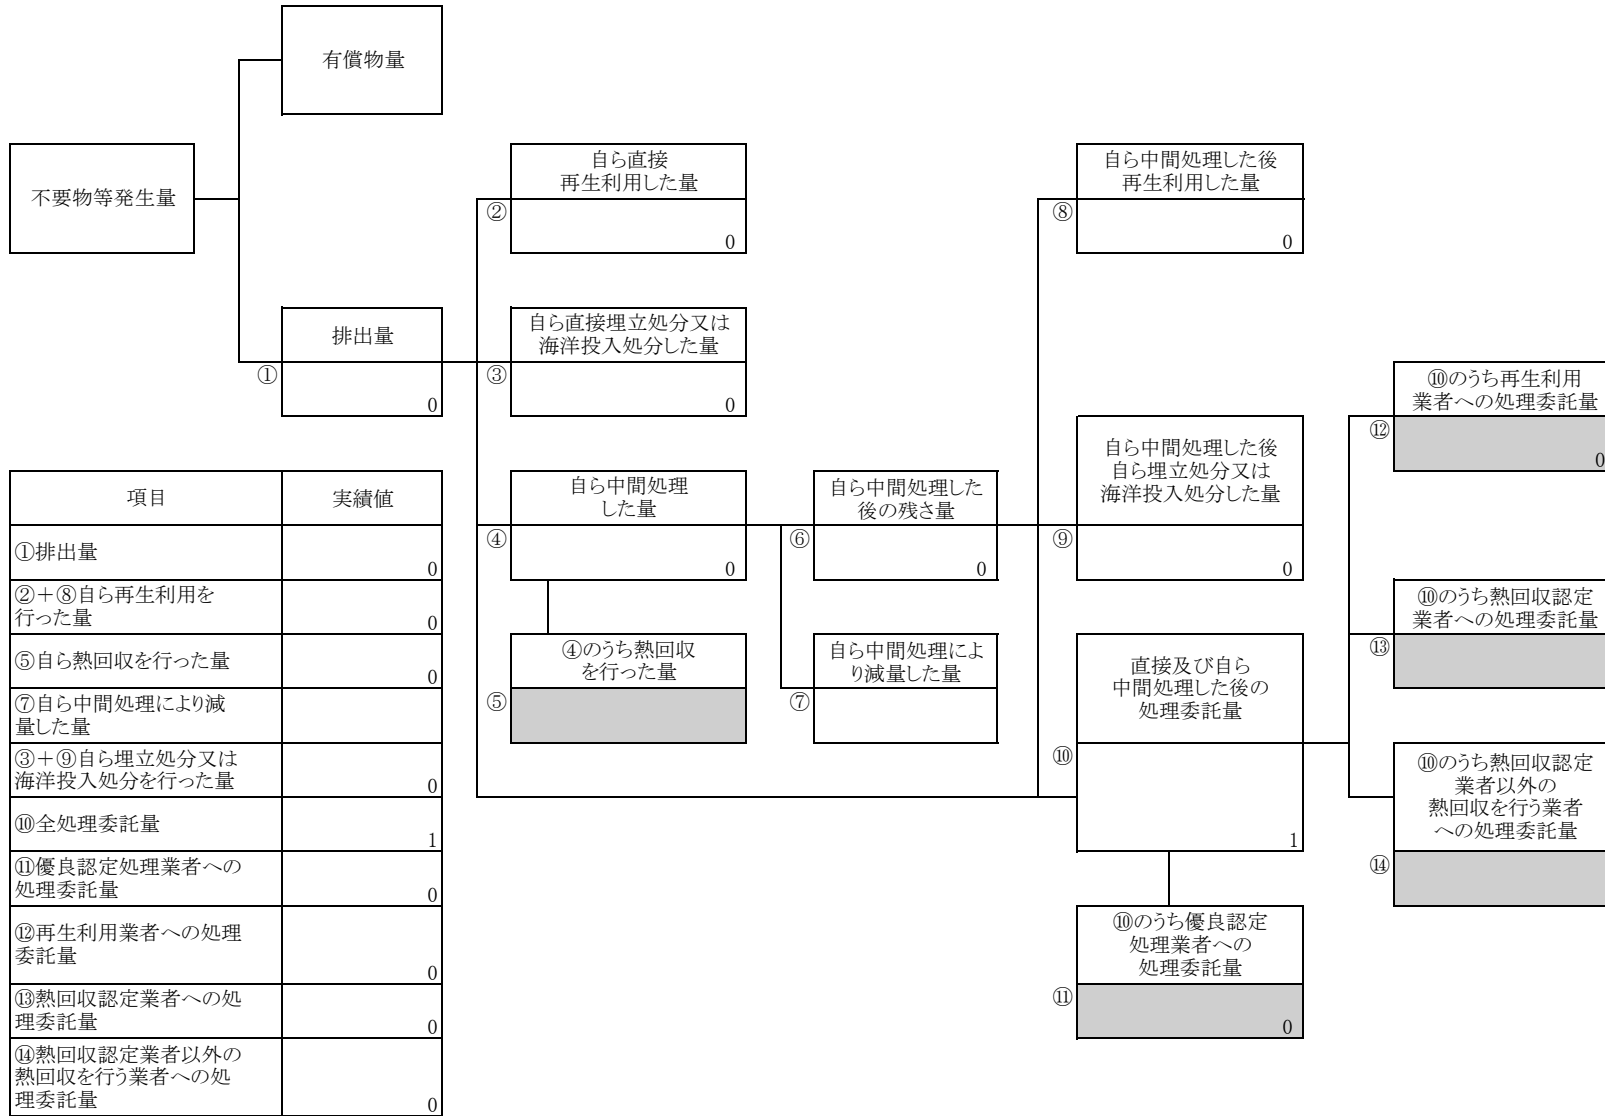 有償物量
不要物等発生量
自ら直接
再生利用した量
②
0
自ら中間処理した後
再生利用した量
⑧
0
排出量
①
0
自ら直接埋立処分又は
海洋投入処分した量
③
0
⑩のうち再生利用
業者への処理委託量
⑫
0
自ら中間処理
した量
④
0
自ら中間処理した
後の残さ量
⑥
0
自ら中間処理した後
自ら埋立処分又は
海洋投入処分した量
⑨
0
⑩のうち熱回収認定
業者への処理委託量
⑬
④のうち熱回収
を行った量
⑤
自ら中間処理によ
り減量した量
⑦
直接及び自ら
中間処理した後の
処理委託量
⑩
1
⑩のうち熱回収認定
業者以外の
熱回収を行う業者
への処理委託量
⑭
⑩のうち優良認定
処理業者への
処理委託量
⑪
0
項目 実績値
①排出量
0
②+⑧自ら再生利用を
行った量
0
⑤自ら熱回収を行った量
0
⑦自ら中間処理により減
量した量
③+⑨自ら埋立処分又は
海洋投入処分を行った量
0
⑩全処理委託量
1
⑪優良認定処理業者への
処理委託量
0
⑫再生利用業者への処理
委託量
0
⑬熱回収認定業者への処
理委託量
0
⑭熱回収認定業者以外の
熱回収を行う業者への処
理委託量
0